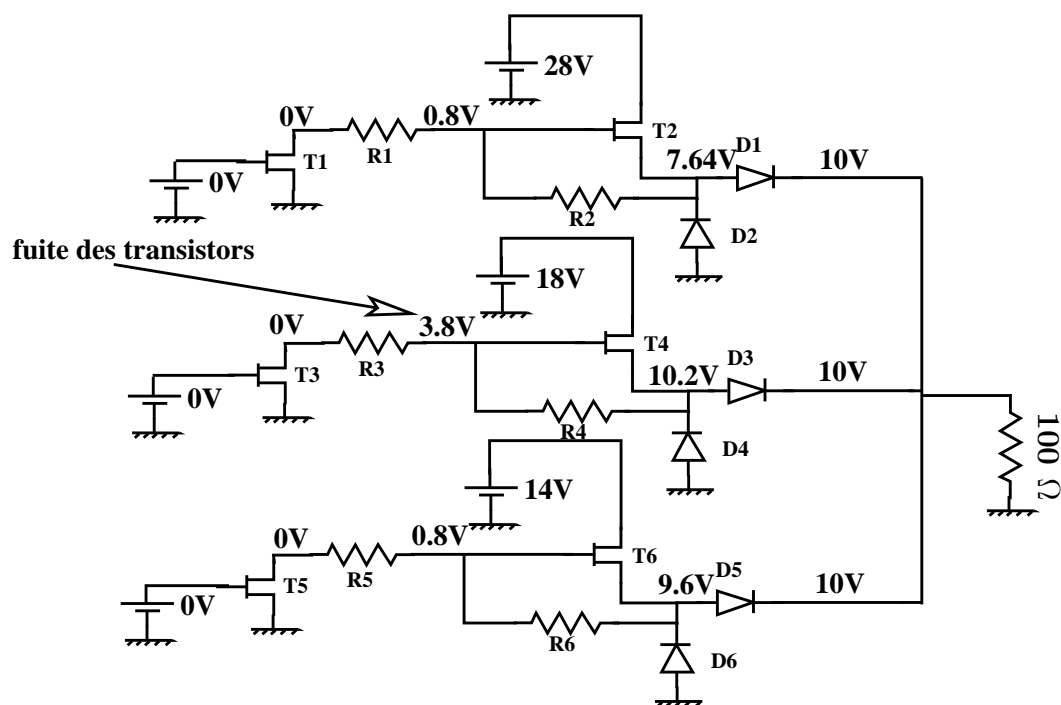 28V
0V
0.8V
T2
R1
D1
T1
7.64V
10V
0V
R2
D2
fuite des transistors
18V
0V
3.8V
T4
R3
D3
T3
10.2V
10V
0V
R4
D4
100 Ω
14V
0V
0.8V
T6
R5
D5
T5
9.6V
10V
0V
R6
D6